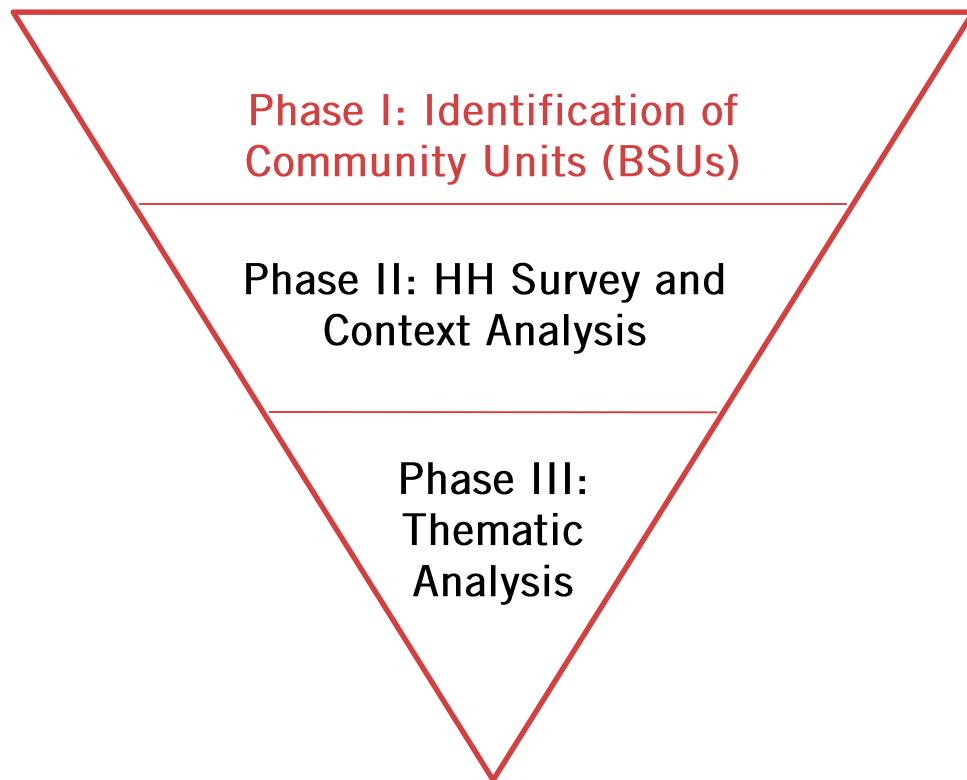 Phase I: Identification of
Community Units (BSUs)
Phase II: HH Survey and
Context Analysis
Phase III:
Thematic
Analysis